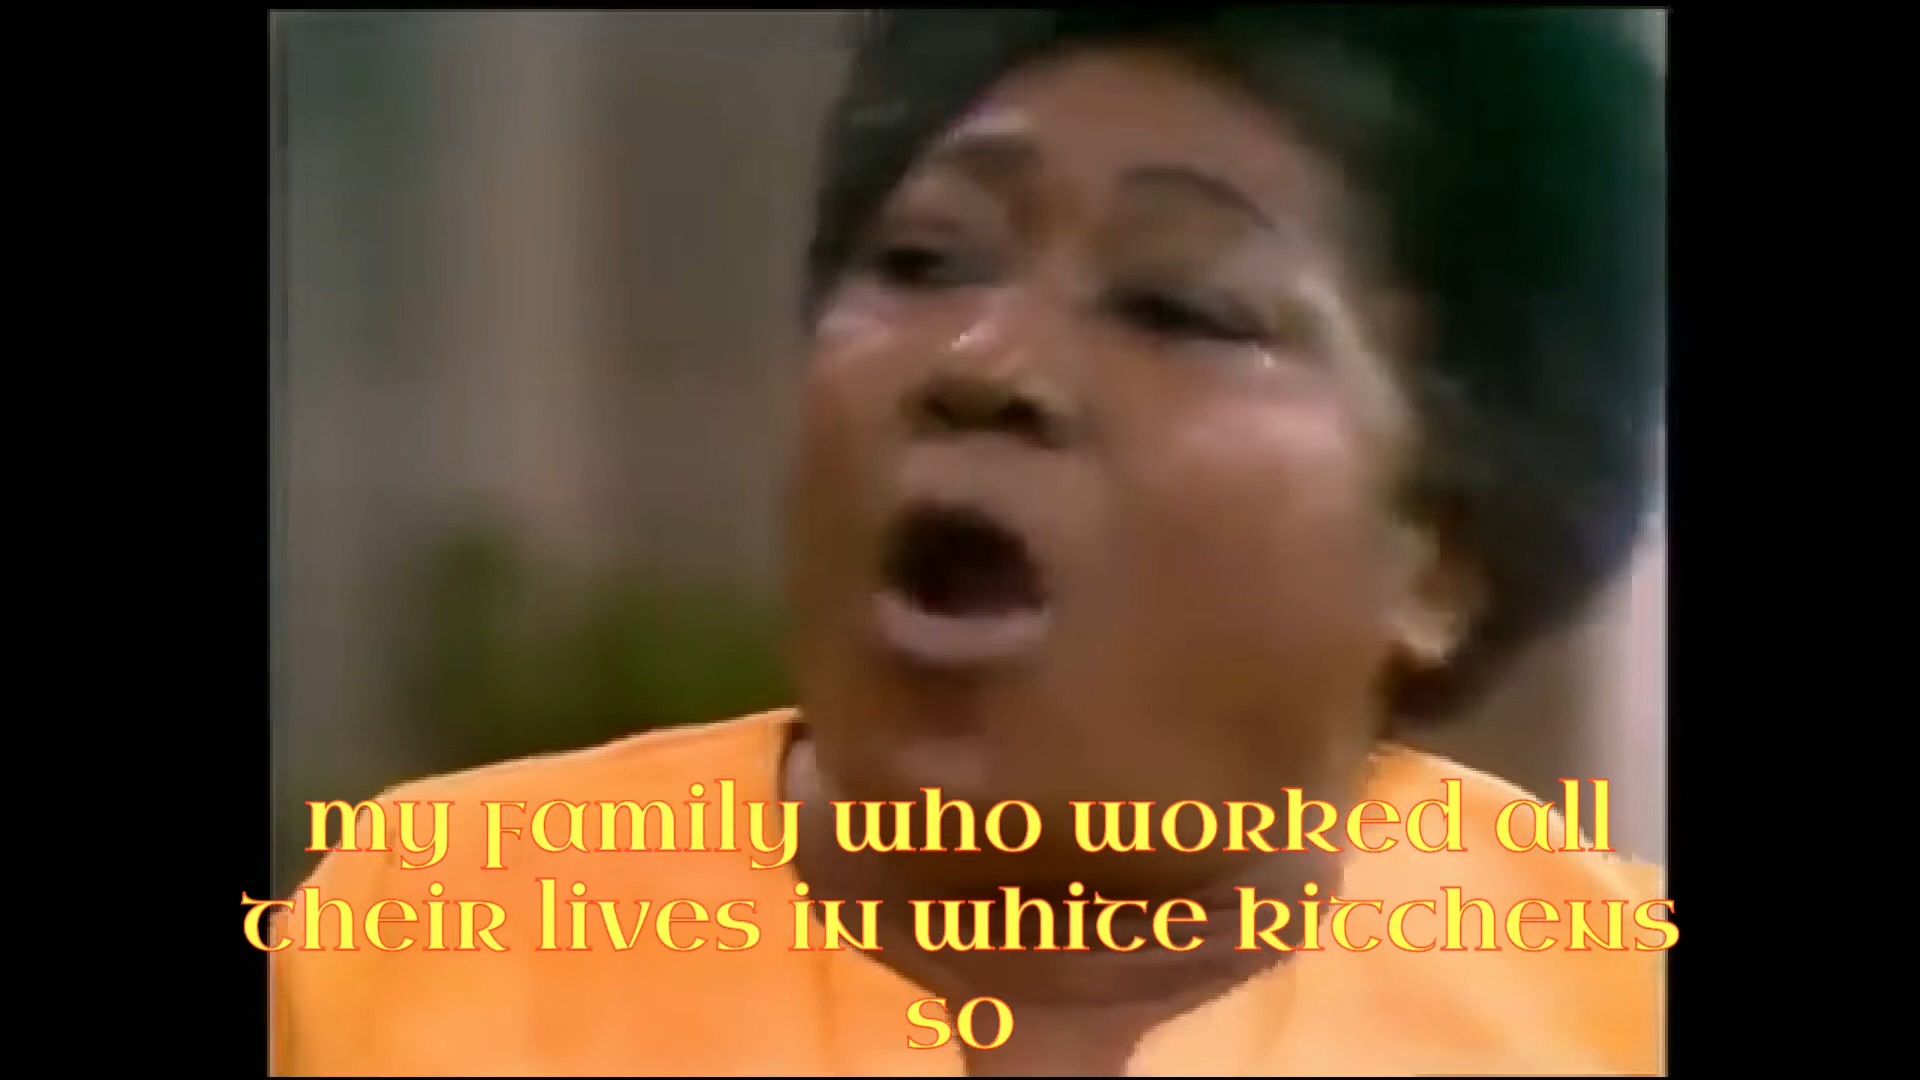 my family who worked all
their lives in white kitchens
so